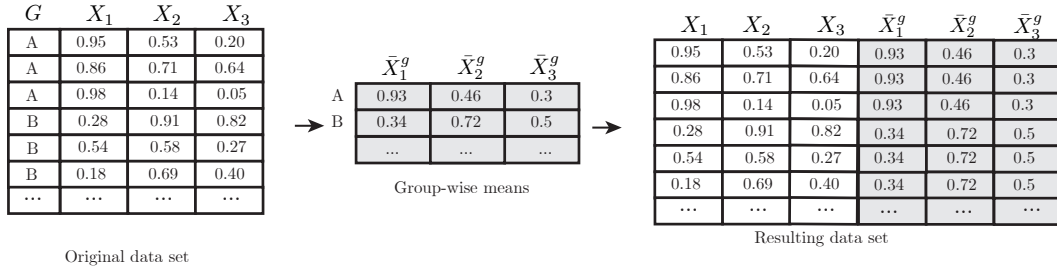 G X₁ X₂ X₃
A 0.95 0.53 0.20
A 0.86 0.71 0.64
A 0.98 0.14 0.05
B 0.28 0.91 0.82
B 0.54 0.58 0.27
B 0.18 0.69 0.40
... ... ... ...
Original data set
X̄₁ᵍ X̄₂ᵍ X̄₃ᵍ
A 0.93 0.46 0.3
B 0.34 0.72 0.5
... ... ...
Group-wise means
X₁ X₂ X₃ X̄₁ᵍ X̄₂ᵍ X̄₃ᵍ
0.95 0.53 0.20 0.93 0.46 0.3
0.86 0.71 0.64 0.93 0.46 0.3
0.98 0.14 0.05 0.93 0.46 0.3
0.28 0.91 0.82 0.34 0.72 0.5
0.54 0.58 0.27 0.34 0.72 0.5
0.18 0.69 0.40 0.34 0.72 0.5
... ... ... ... ... ...
Resulting data set